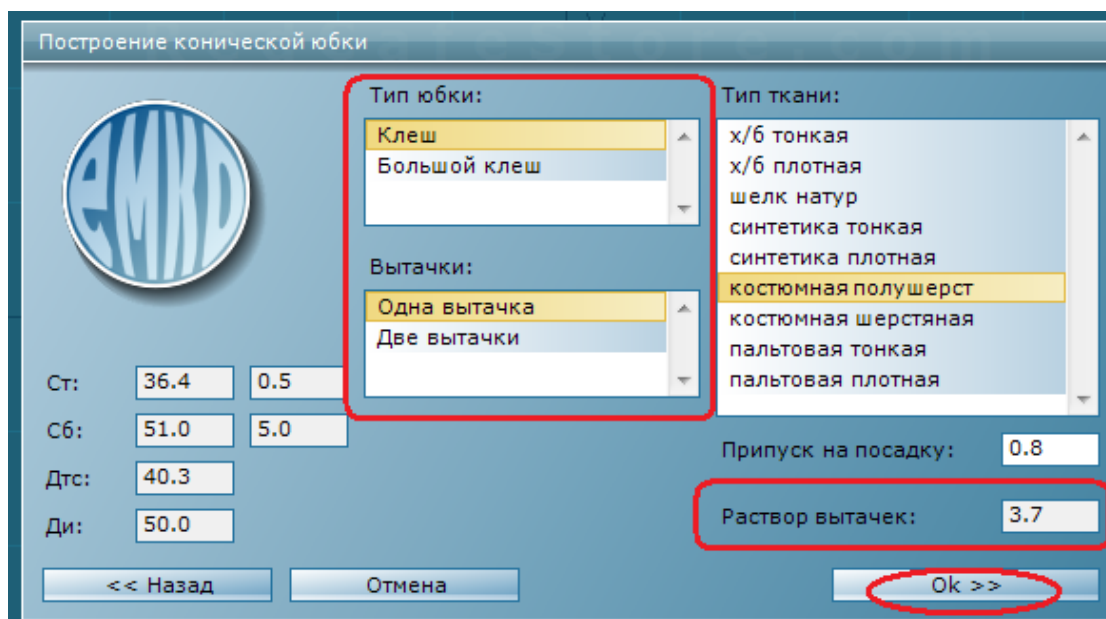 Построение конической юбки
Тип юбки:
Клеш
Большой клеш
Вытачки:
Одна вытачка
Две вытачки
Тип ткани:
х/б тонкая
х/б плотная
шелк натур
синтетика тонкая
синтетика плотная
костюмная полушерст
костюмная шерстяная
пальтовая тонкая
пальтовая плотная
ЕМКО
Ст: 36.4 0.5
Сб: 51.0 5.0
Дтс: 40.3
Ди: 50.0
Припуск на посадку: 0.8
Раствор вытачек: 3.7
<< Назад
Отмена
Ok >>